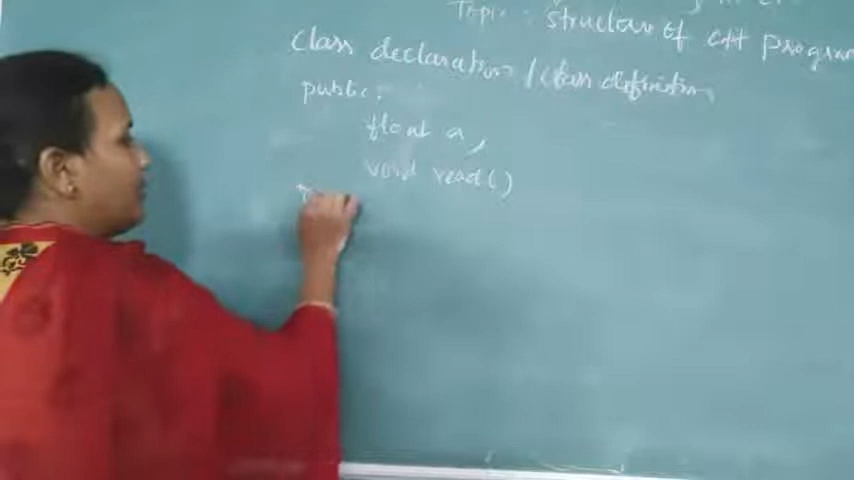 Topic : Structure of C++ program
class declaration / class definition
public:
float a,
void read()